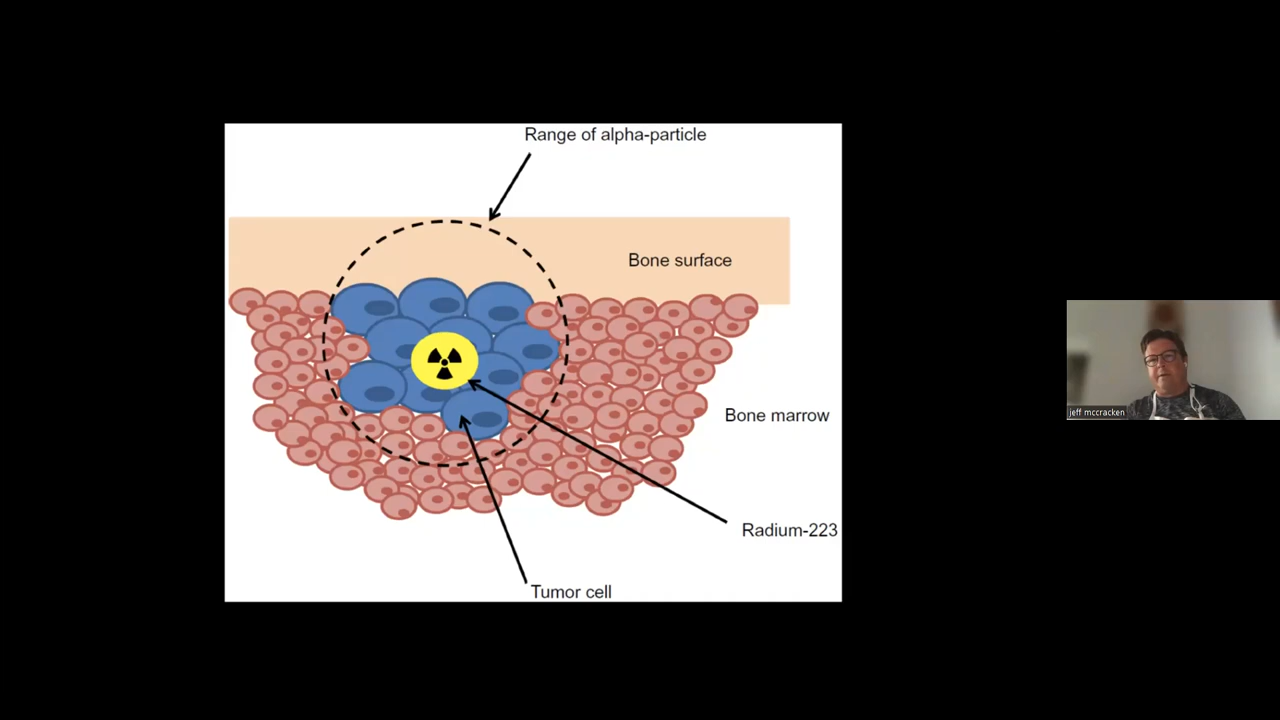 Range of alpha-particle
Bone surface
Bone marrow
jeff mccracken
Radium-223
Tumor cell